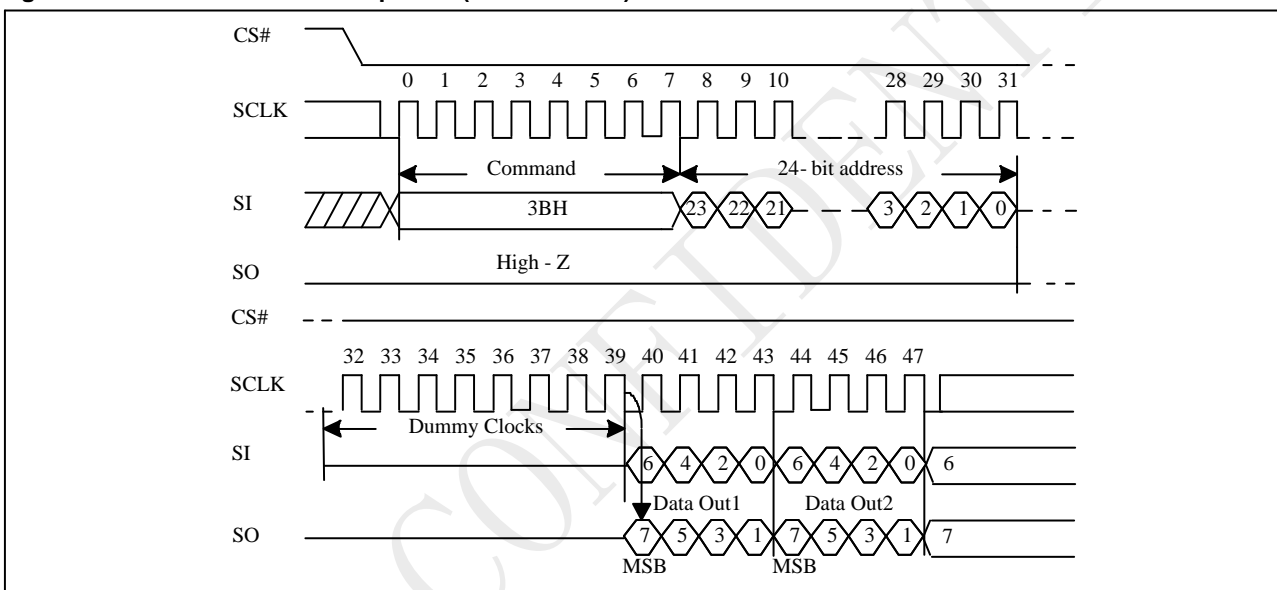 CS#
0 1 2 3 4 5 6 7 8 9 10 28 29 30 31
SCLK
Command 24- bit address
SI 3BH 23 22 21 3 2 1 0
High - Z
SO
CS#
32 33 34 35 36 37 38 39 40 41 42 43 44 45 46 47
SCLK
Dummy Clocks
SI 6 4 2 0 6 4 2 0 6
Data Out1 Data Out2
SO 7 5 3 1 7 5 3 1 7
MSB MSB
CONFIDENT